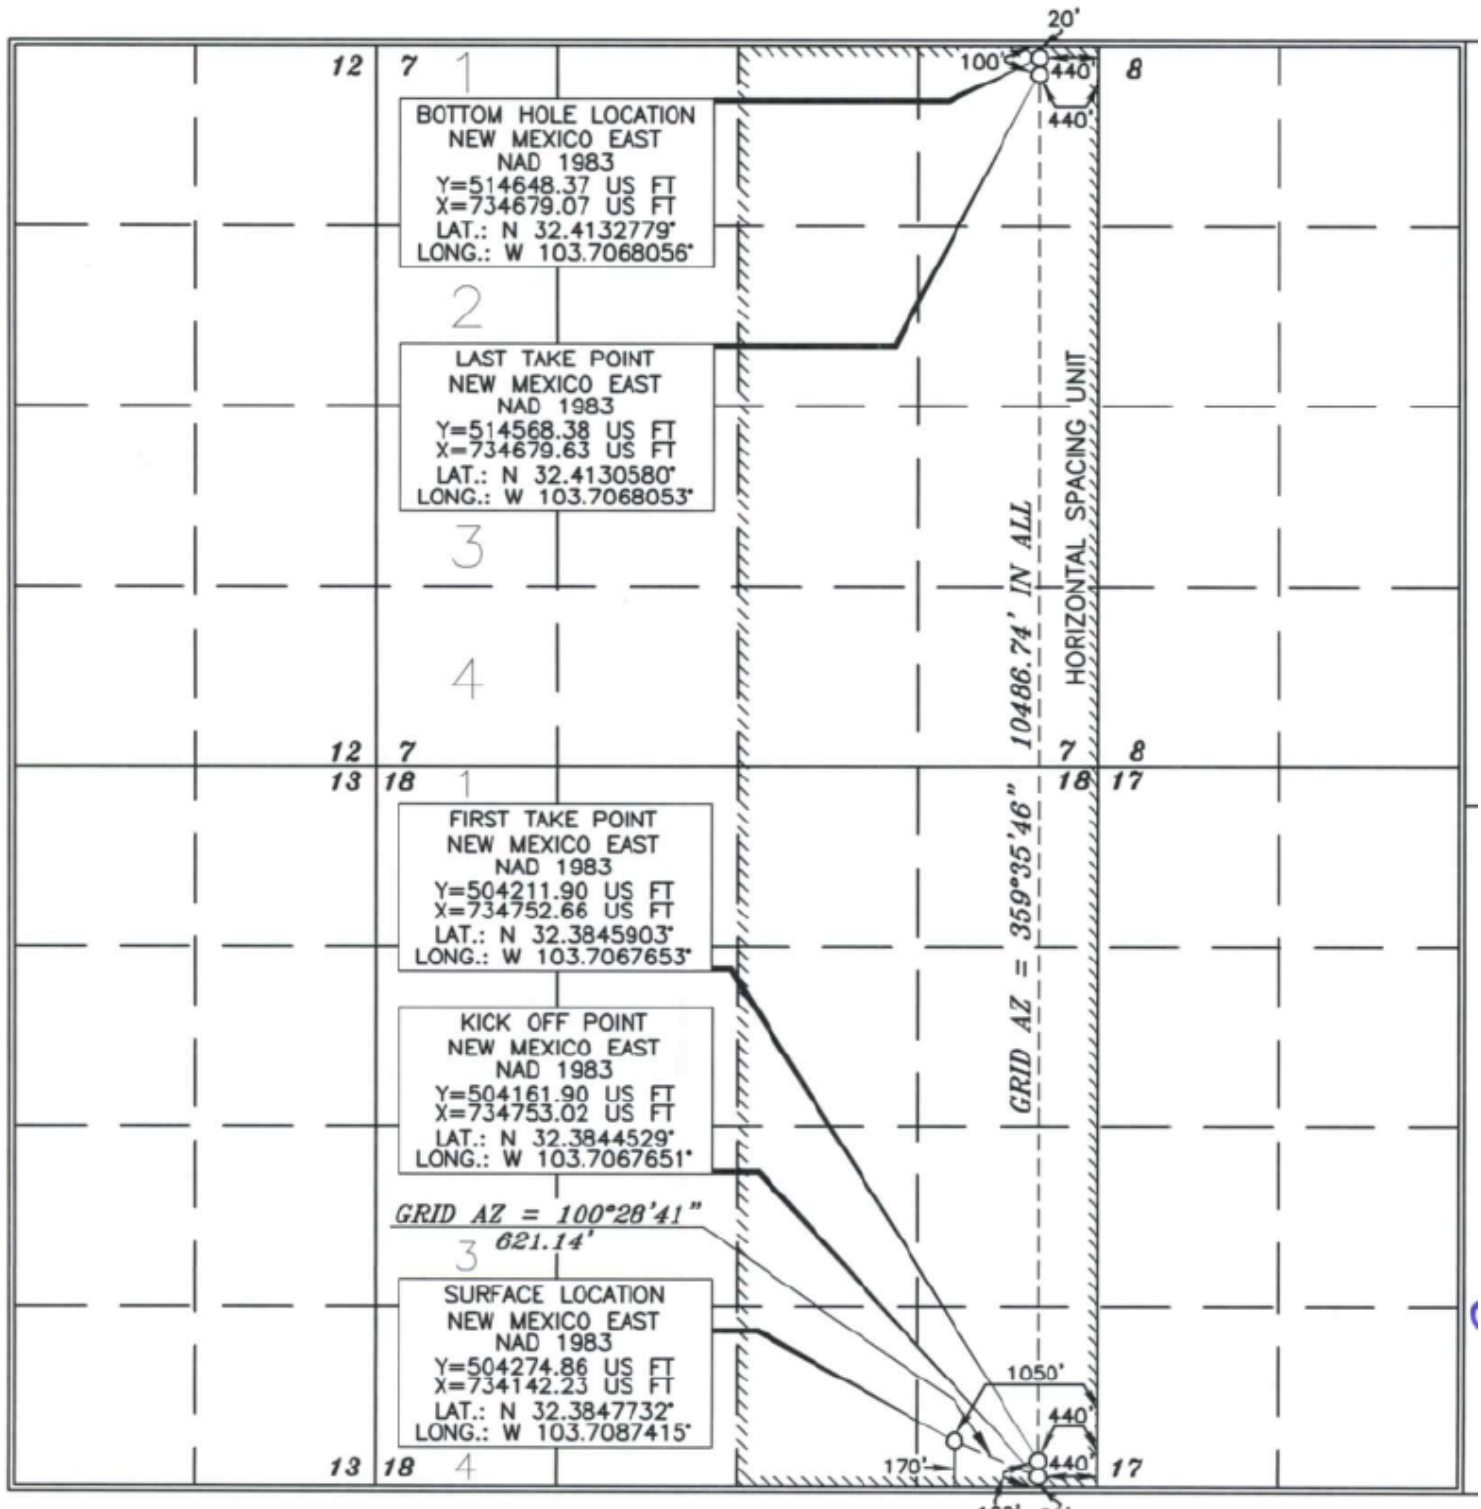 20'
12 7 1 100' 440' 8
440'
BOTTOM HOLE LOCATION
NEW MEXICO EAST
NAD 1983
Y=514648.37 US FT
X=734679.07 US FT
LAT.: N 32.4132779°
LONG.: W 103.7068056°
2
LAST TAKE POINT
NEW MEXICO EAST
NAD 1983
Y=514568.38 US FT
X=734679.63 US FT
LAT.: N 32.4130580°
LONG.: W 103.7068053°
3
HORIZONTAL SPACING UNIT
10486.74' IN ALL
4
12 7 7 8
13 18 1 18 17
FIRST TAKE POINT
NEW MEXICO EAST
NAD 1983
Y=504211.90 US FT
X=734752.66 US FT
LAT.: N 32.3845903°
LONG.: W 103.7067653°
GRID AZ = 359°35'46"
KICK OFF POINT
NEW MEXICO EAST
NAD 1983
Y=504161.90 US FT
X=734753.02 US FT
LAT.: N 32.3844529°
LONG.: W 103.7067651°
GRID AZ = 100°28'41"
621.14'
3
SURFACE LOCATION
NEW MEXICO EAST
NAD 1983
Y=504274.86 US FT
X=734142.23 US FT
LAT.: N 32.3847732°
LONG.: W 103.7087415°
1050'
440'
13 18 4 170' 440' 17